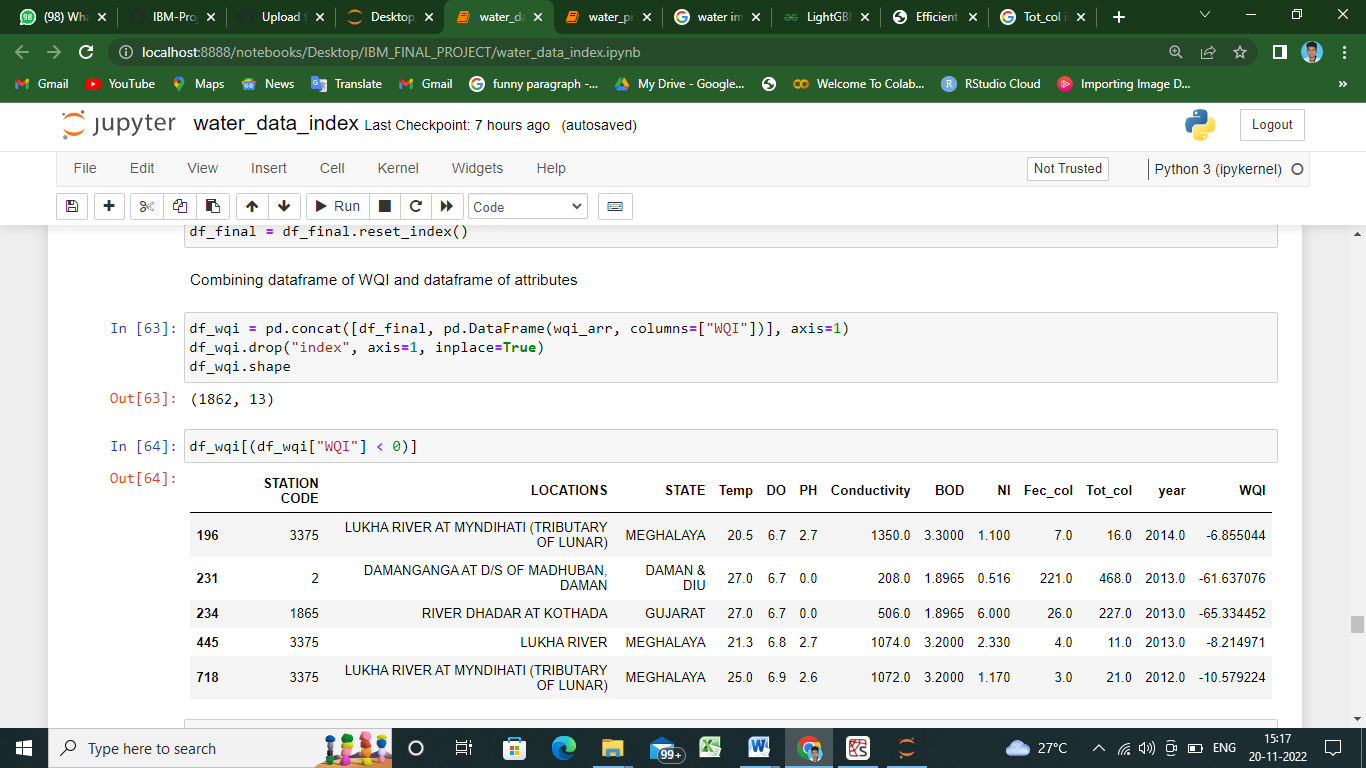 (98) Wha
IBM-Proj
Upload f
Desktop
water_da
water_pr
water im
LightGBM
Efficient
Tot_col i
localhost:8888/notebooks/Desktop/IBM_FINAL_PROJECT/water_data_index.ipynb
Gmail YouTube Maps News Translate Gmail funny paragraph -... My Drive - Google... Welcome To Colab... RStudio Cloud Importing Image D... »
jupyter water_data_index Last Checkpoint: 7 hours ago (autosaved) Logout
File Edit View Insert Cell Kernel Widgets Help Not Trusted Python 3 (ipykernel)
Run Code
df_final = df_final.reset_index()
Combining dataframe of WQI and dataframe of attributes
In [63]: df_wqi = pd.concat([df_final, pd.DataFrame(wqi_arr, columns=["WQI"])], axis=1)
df_wqi.drop("index", axis=1, inplace=True)
df_wqi.shape
Out[63]: (1862, 13)
In [64]: df_wqi[(df_wqi["WQI"] < 0)]
Out[64]:
STATION CODE LOCATIONS STATE Temp DO PH Conductivity BOD NI Fec_col Tot_col year WQI
196 3375 LUKHA RIVER AT MYNDIHATI (TRIBUTARY OF LUNAR) MEGHALAYA 20.5 6.7 2.7 1350.0 3.3000 1.100 7.0 16.0 2014.0 -6.855044
231 2 DAMANGANGA AT D/S OF MADHUBAN, DAMAN DAMAN & DIU 27.0 6.7 0.0 208.0 1.8965 0.516 221.0 468.0 2013.0 -61.637076
234 1865 RIVER DHADAR AT KOTHADA GUJARAT 27.0 6.7 0.0 506.0 1.8965 6.000 26.0 227.0 2013.0 -65.334452
445 3375 LUKHA RIVER MEGHALAYA 21.3 6.8 2.7 1074.0 3.2000 2.330 4.0 11.0 2013.0 -8.214971
718 3375 LUKHA RIVER AT MYNDIHATI (TRIBUTARY OF LUNAR) MEGHALAYA 25.0 6.9 2.6 1072.0 3.2000 1.170 3.0 21.0 2012.0 -10.579224
Type here to search 99+ 27°C ENG 15:17
20-11-2022